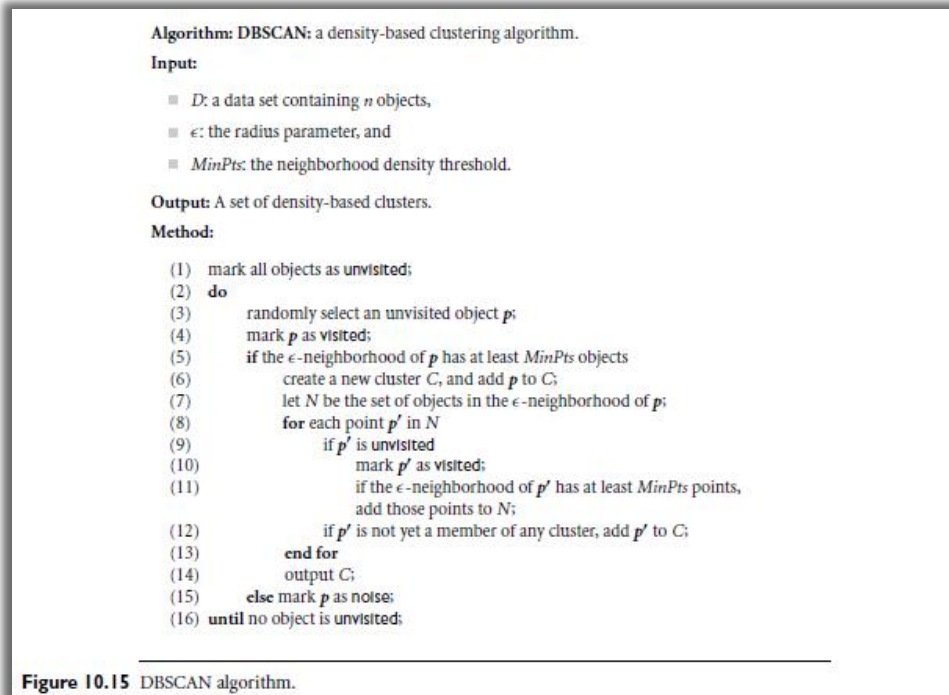 Algorithm: DBSCAN: a density-based clustering algorithm.
Input:
■ D: a data set containing n objects,
■ ϵ: the radius parameter, and
■ MinPts: the neighborhood density threshold.
Output: A set of density-based clusters.
Method:
(1) mark all objects as unvisited;
(2) do
(3) randomly select an unvisited object p;
(4) mark p as visited;
(5) if the ϵ-neighborhood of p has at least MinPts objects
(6) create a new cluster C, and add p to C;
(7) let N be the set of objects in the ϵ-neighborhood of p;
(8) for each point p′ in N
(9) if p′ is unvisited
(10) mark p′ as visited;
(11) if the ϵ-neighborhood of p′ has at least MinPts points,
add those points to N;
(12) if p′ is not yet a member of any cluster, add p′ to C;
(13) end for
(14) output C;
(15) else mark p as noise;
(16) until no object is unvisited;
Figure 10.15 DBSCAN algorithm.